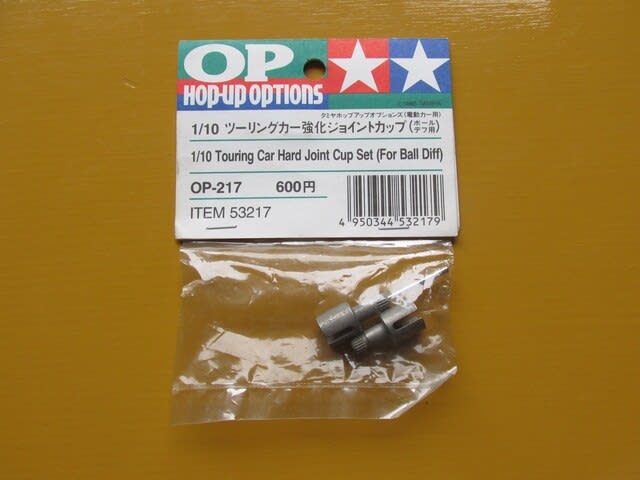 OP
HOP-UP OPTIONS
タミヤホップアップオプションズ(電動カー用)
1/10 ツーリングカー強化ジョイントカップ(ボールデフ用)
1/10 Touring Car Hard Joint Cup Set (For Ball Diff)
OP-217 600円
ITEM 53217
4 950344 532179